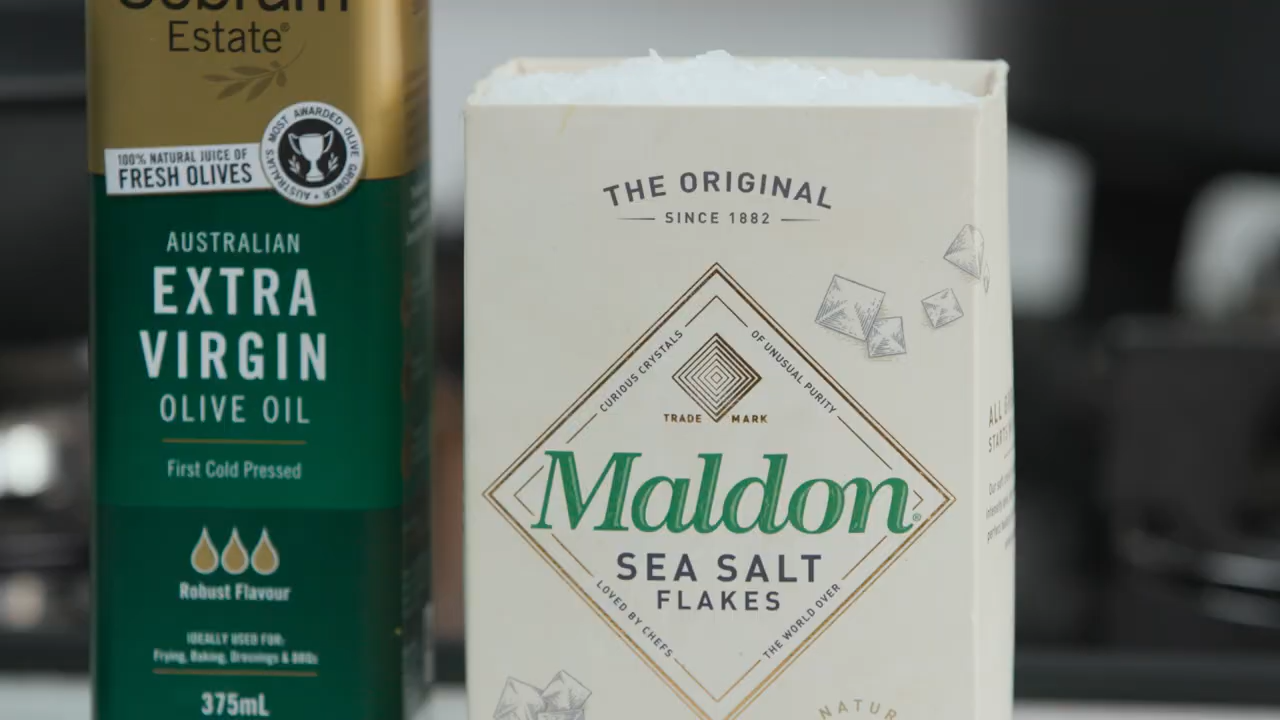 Estate®
AUSTRALIA'S MOST AWARDED OLIVE GROWER
100% NATURAL JUICE OF
FRESH OLIVES
AUSTRALIAN
EXTRA
VIRGIN
OLIVE OIL
First Cold Pressed
Robust Flavour
IDEALLY USED FOR:
Frying, Baking, Dressings & BBQs
375mL
THE ORIGINAL
SINCE 1882
CURIOUS CRYSTALS
OF UNUSUAL PURITY
TRADE MARK
Maldon®
SEA SALT
FLAKES
LOVED BY CHEFS
THE WORLD OVER
ALL